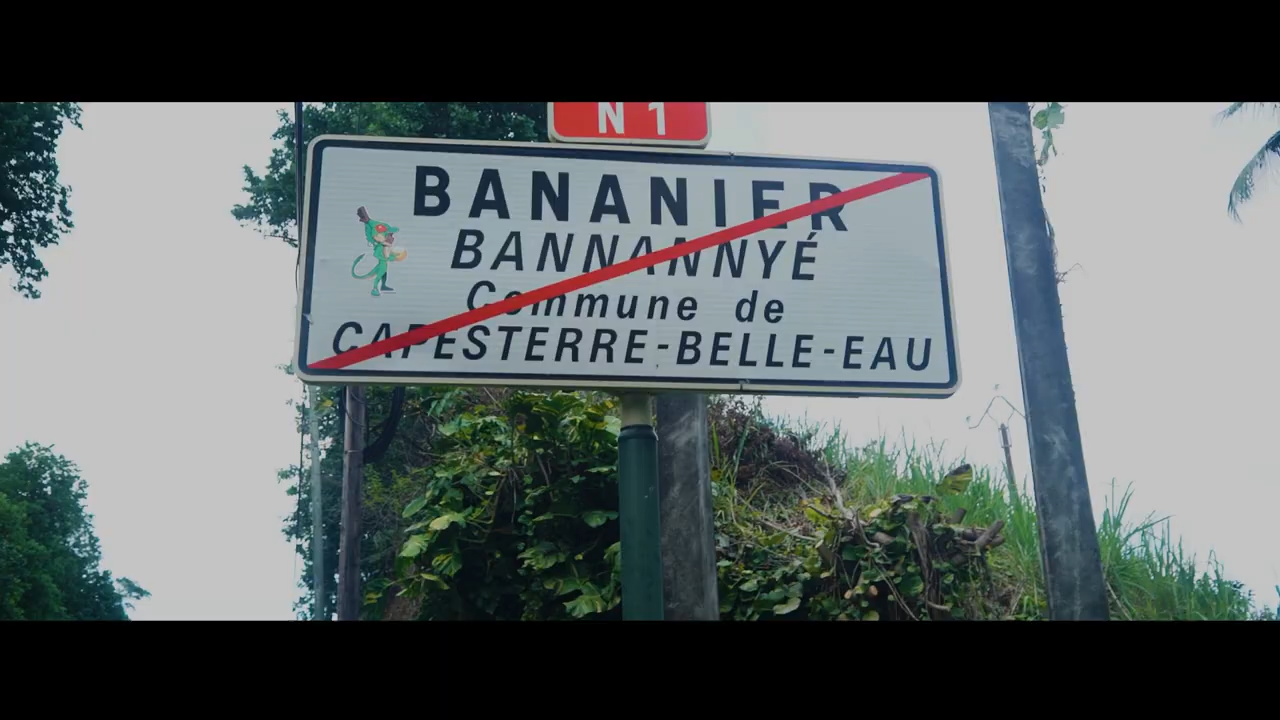 N 1
BANANIER
BANNANNYÉ
Commune de
CAPESTERRE-BELLE-EAU